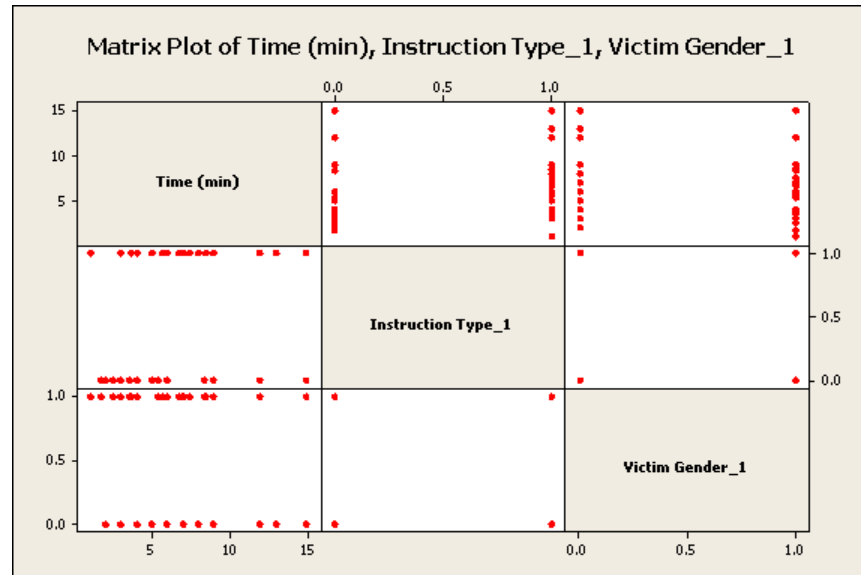 Matrix Plot of Time (min), Instruction Type_1, Victim Gender_1
0.0 0.5 1.0
15
10
5
Time (min)
1.0
0.5
0.0
Instruction Type_1
1.0
0.5
0.0
Victim Gender_1
5 10 15 0.0 0.5 1.0